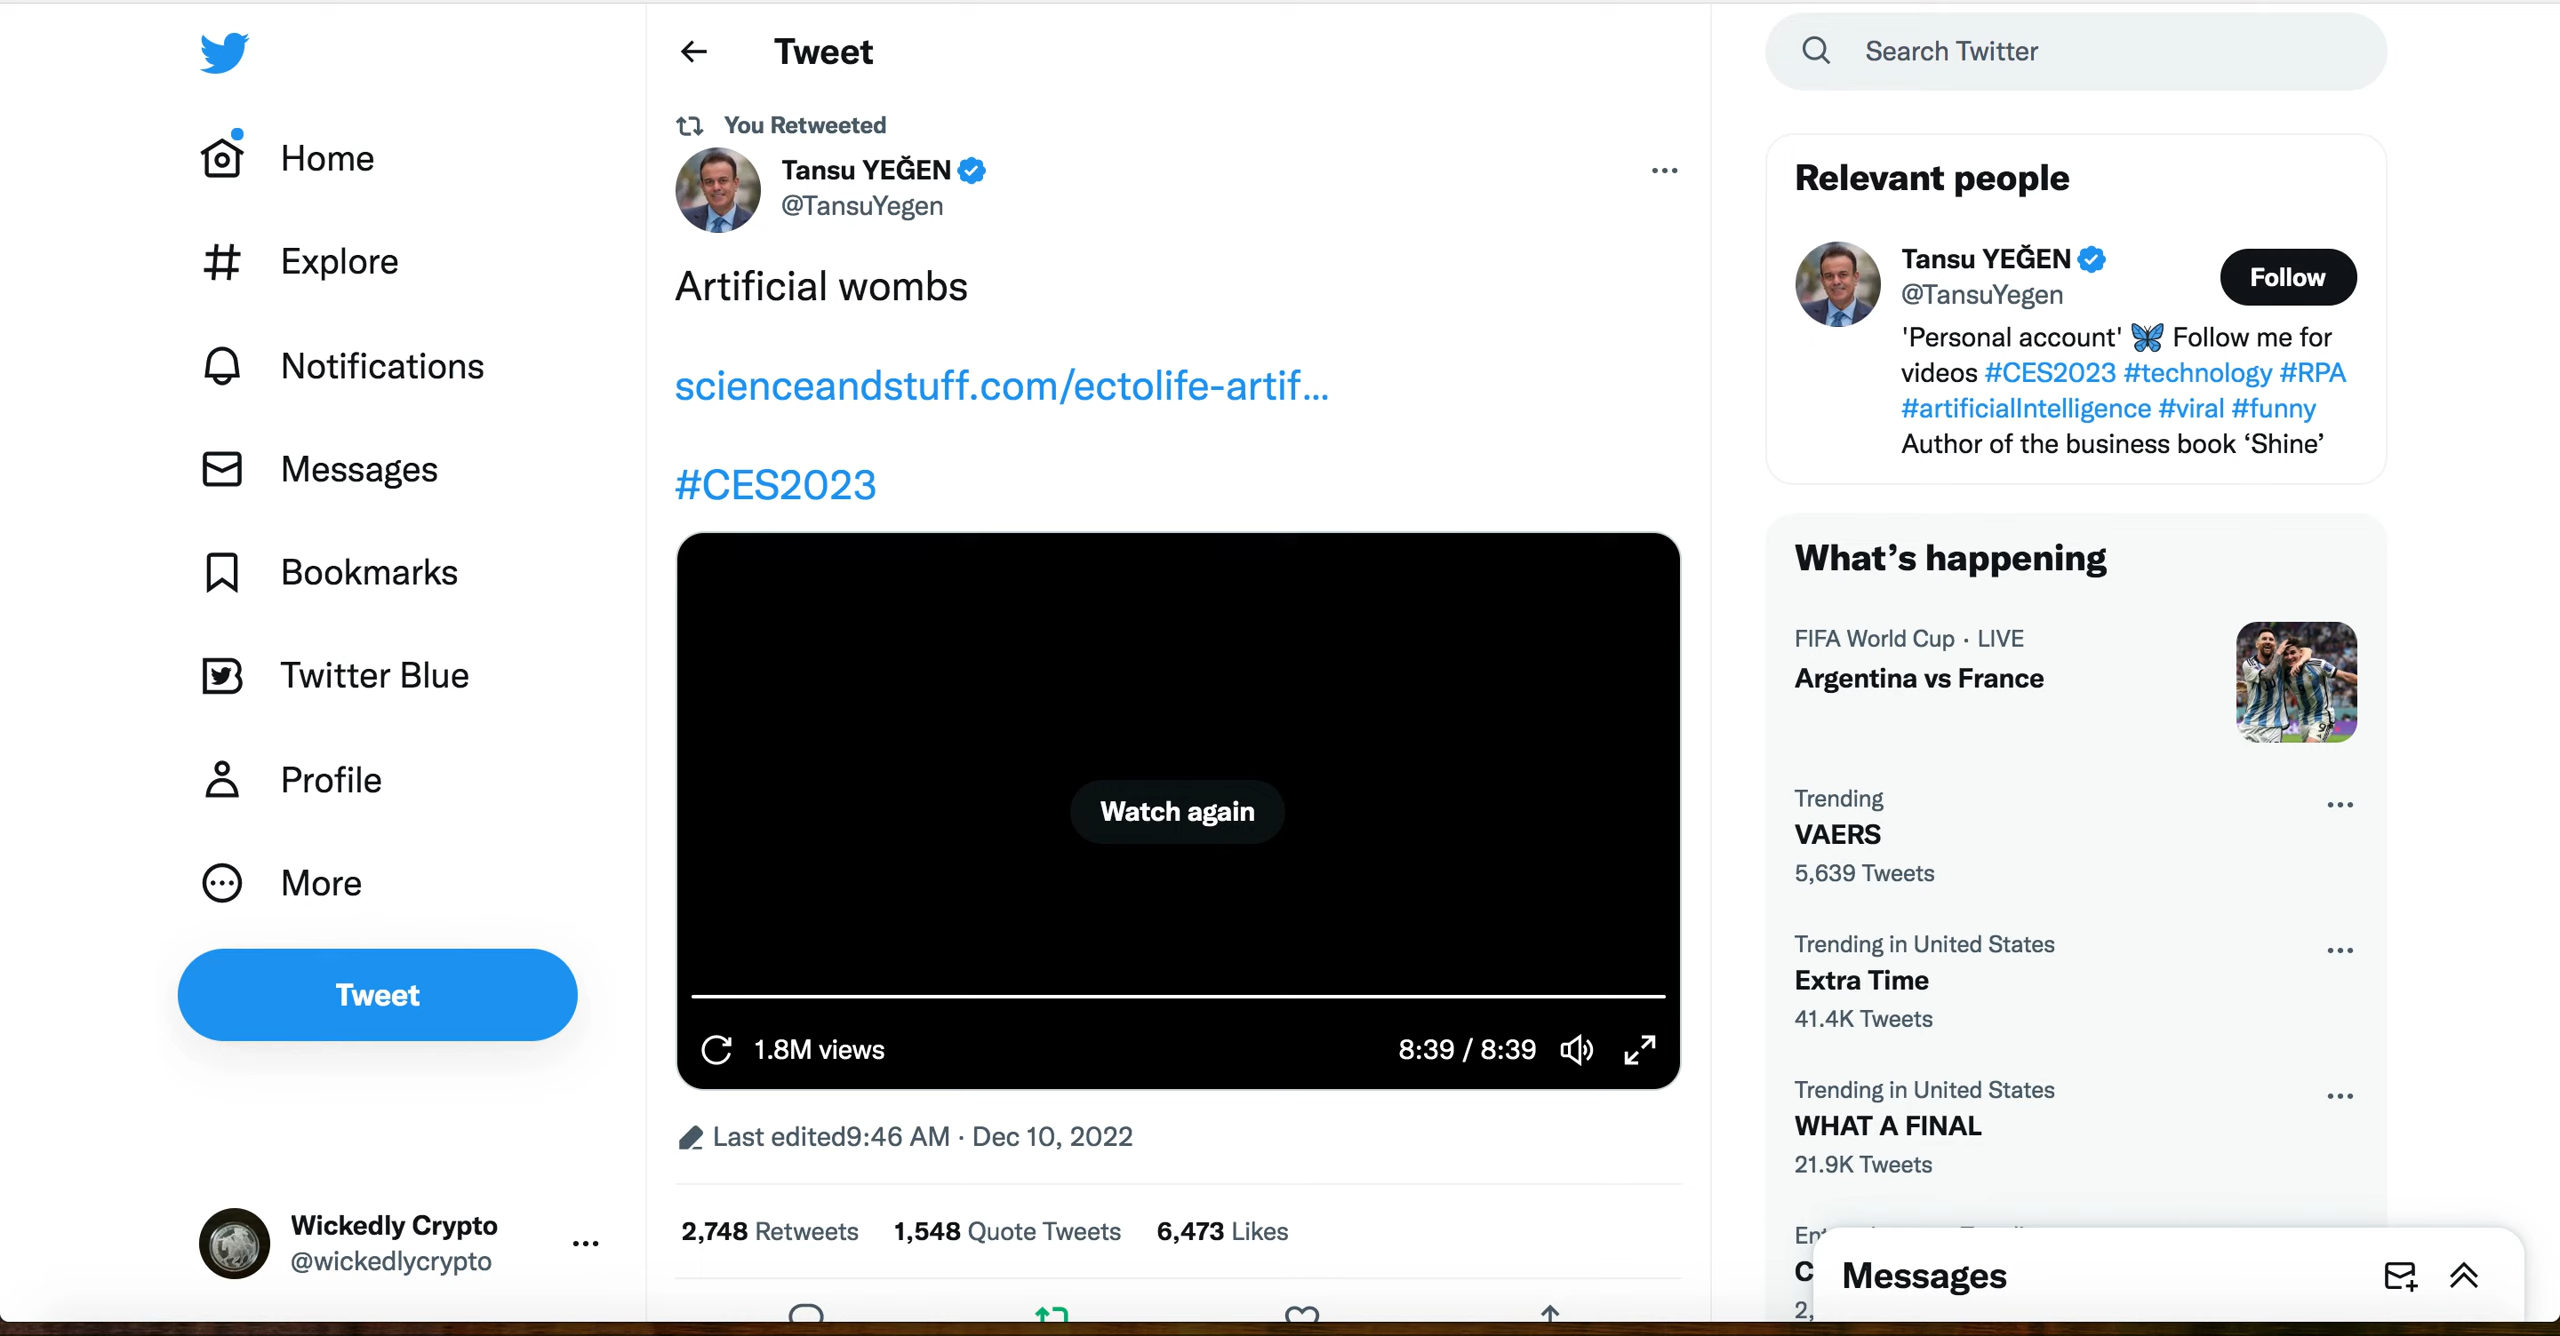 Home
Explore
Notifications
Messages
Bookmarks
Twitter Blue
Profile
More
Tweet
Wickedly Crypto
@wickedlycrypto
Tweet
You Retweeted
Tansu YEĞEN
@TansuYegen
Artificial wombs
scienceandstuff.com/ectolife-artif...
#CES2023
Watch again
1.8M views
8:39 / 8:39
Last edited9:46 AM · Dec 10, 2022
2,748 Retweets 1,548 Quote Tweets 6,473 Likes
Search Twitter
Relevant people
Tansu YEĞEN
@TansuYegen
Follow
'Personal account' 🦋 Follow me for
videos #CES2023 #technology #RPA
#artificialIntelligence #viral #funny
Author of the business book ‘Shine’
What’s happening
FIFA World Cup · LIVE
Argentina vs France
Trending
VAERS
5,639 Tweets
Trending in United States
Extra Time
41.4K Tweets
Trending in United States
WHAT A FINAL
21.9K Tweets
Messages